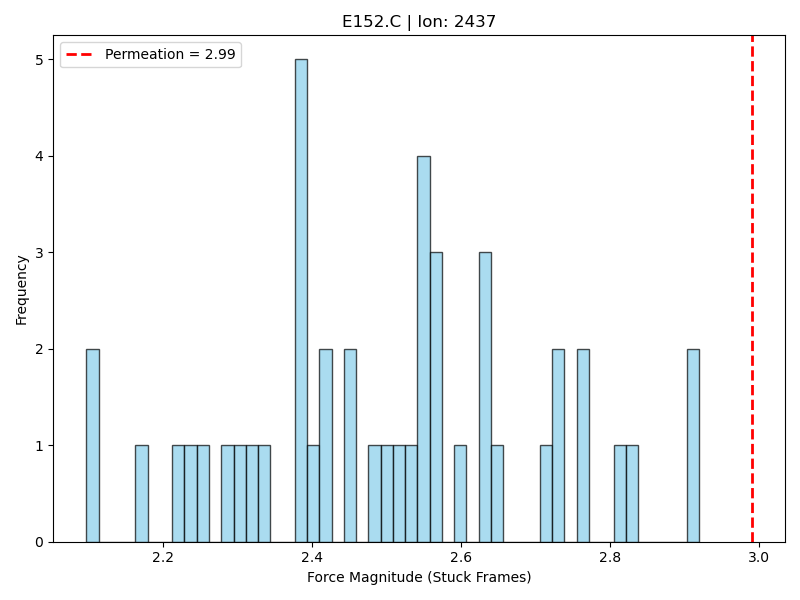 E152.C | Ion: 2437
Permeation = 2.99
5
4
3
2
1
0
Frequency
2.2
2.4
2.6
2.8
3.0
Force Magnitude (Stuck Frames)